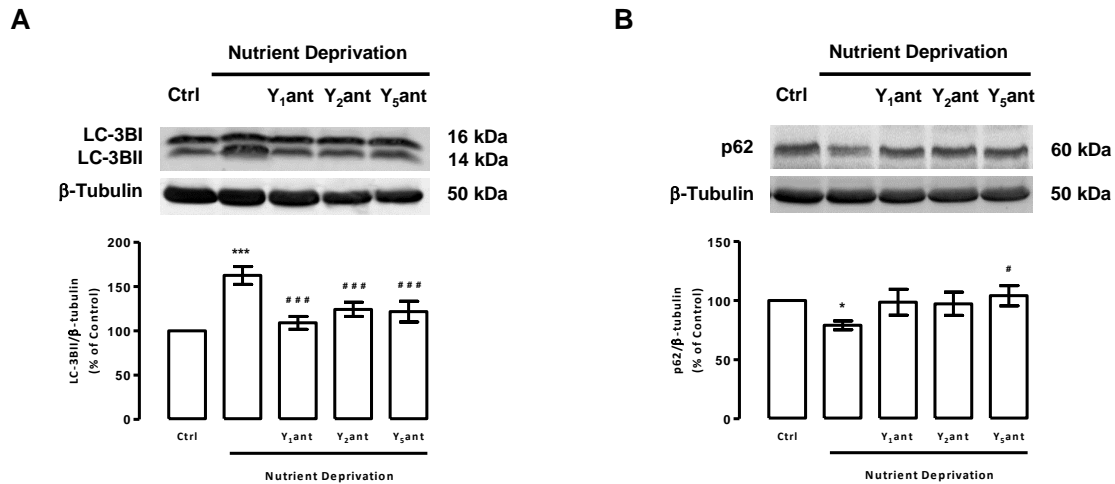 A
Nutrient Deprivation
Ctrl Y₁ant Y₂ant Y₅ant
LC-3BI 16 kDa
LC-3BII 14 kDa
β-Tubulin 50 kDa
LC-3BII/β-tubulin
(% of Control)
200
150
100
50
0
***
###
###
###
Ctrl Y₁ant Y₂ant Y₅ant
Nutrient Deprivation
B
Nutrient Deprivation
Ctrl Y₁ant Y₂ant Y₅ant
p62 60 kDa
β-Tubulin 50 kDa
p62/β-tubulin
(% of Control)
150
100
50
0
*
#
Ctrl Y₁ant Y₂ant Y₅ant
Nutrient Deprivation